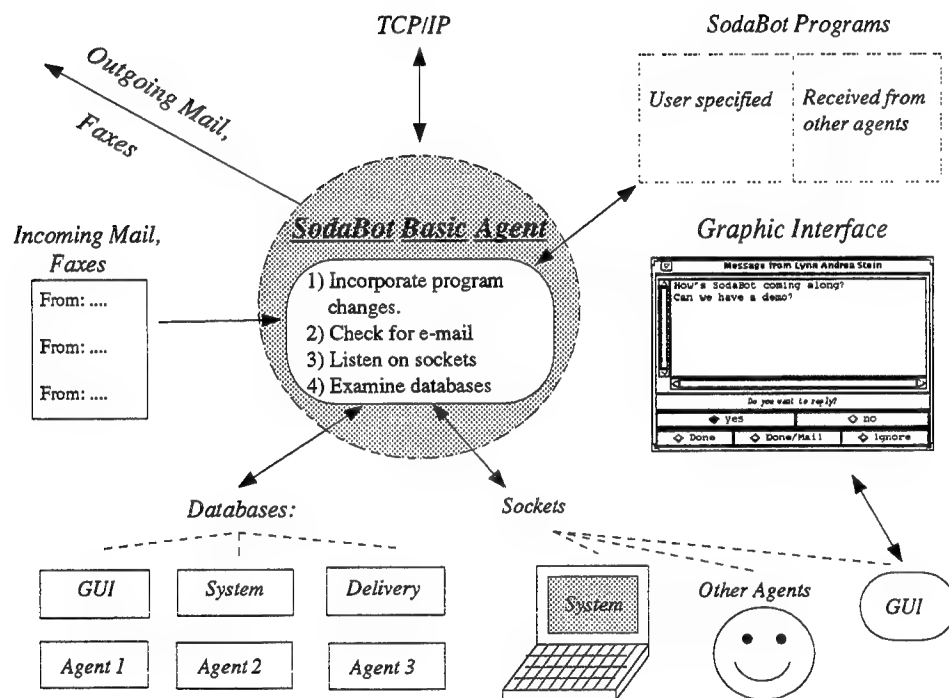 TCP/IP
SodaBot Programs
Outgoing Mail,
Faxes
User specified
Received from
other agents
SodaBot Basic Agent
Incoming Mail,
Faxes
Graphic Interface
From: ....
From: ....
From: ....
1) Incorporate program
changes.
2) Check for e-mail
3) Listen on sockets
4) Examine databases
Message from Lynn Andrea Stein
How's SodaBot coming along?
Can we have a demo?
Do you want to reply?
yes
no
Done
Done/Mail
Ignore
Databases:
Sockets
GUI
System
Delivery
System
Other Agents
GUI
Agent 1
Agent 2
Agent 3